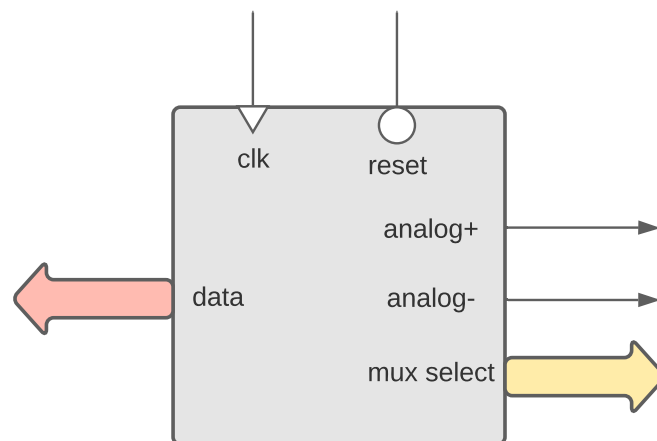 clk
reset
analog+
data
analog-
mux select